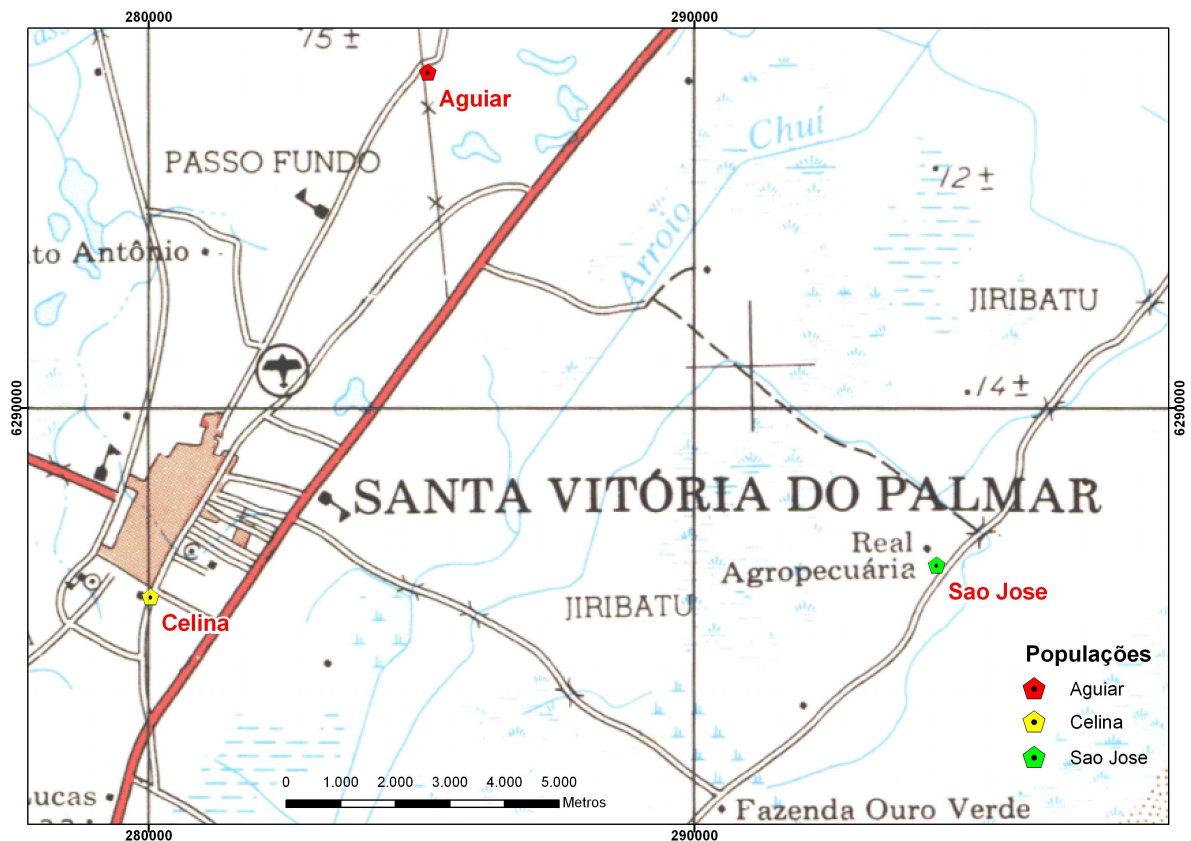 280000
290000
75 ±
Aguiar
Chuí
PASSO FUNDO
12 ±
Arroio
to Antônio
JIRIBATU
14 ±
6290000
6290000
SANTA VITÓRIA DO PALMAR
Real
Agropecuária
Sao Jose
JIRIBATU
Celina
Populações
Aguiar
Celina
Sao Jose
0 1.000 2.000 3.000 4.000 5.000
Metros
Lucas
Fazenda Ouro Verde
280000
290000